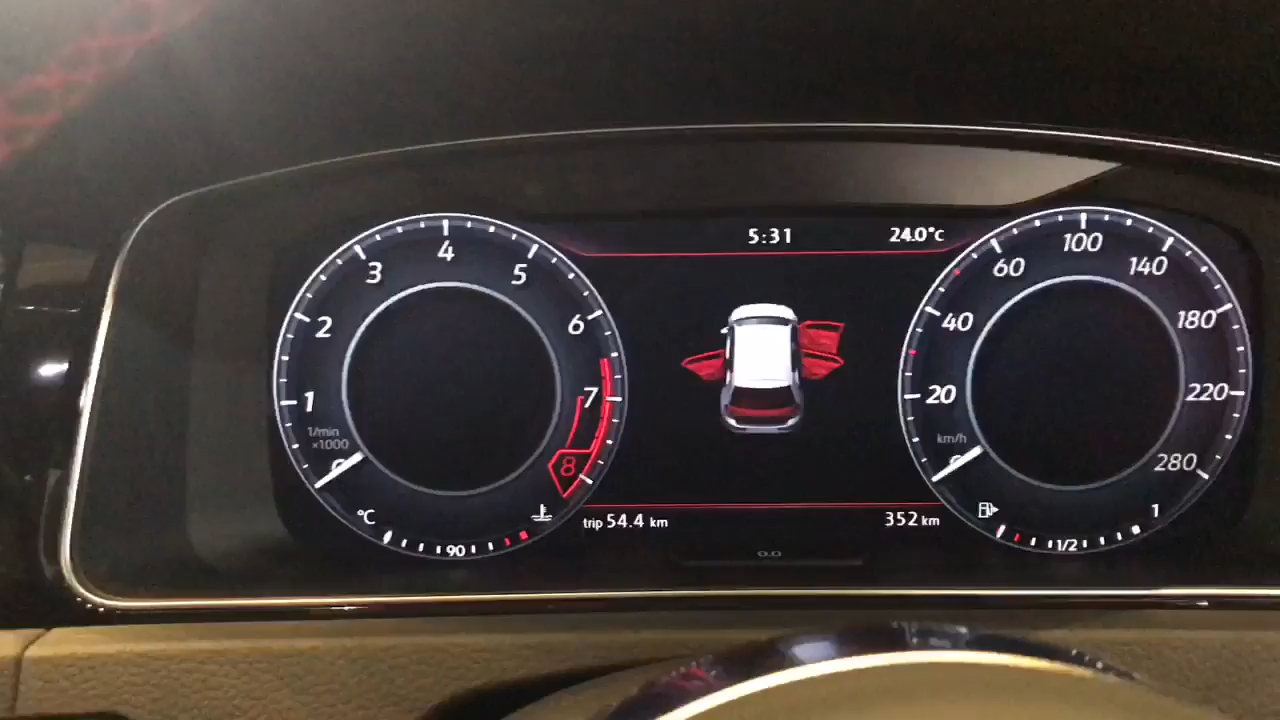 5:31 24.0°C
1 2 3 4 5 6 7 8
1/min
×1000
°C
90
trip 54.4 km
352 km
20 40 60 100 140 180 220 280
km/h
1/2 1
0.0